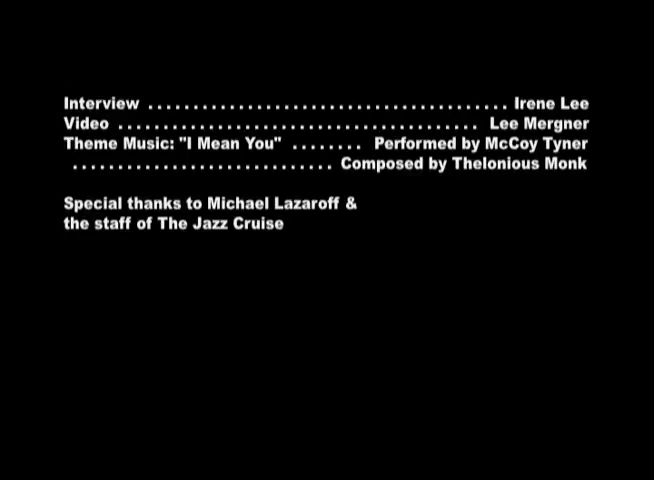 Interview ........................................ Irene Lee
Video ........................................ Lee Mergner
Theme Music: "I Mean You" ........ Performed by McCoy Tyner
............................. Composed by Thelonious Monk
Special thanks to Michael Lazaroff &
the staff of The Jazz Cruise